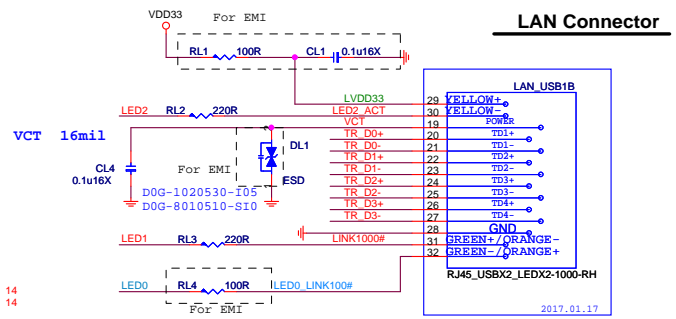 VDD33
For EMI
LAN Connector
RL1
100R
CL1
0.1u16X
LAN_USB1B
LVDD33
29
YELLOW+
LED2
RL2
220R
LED2_ACT
30
YELLOW-
VCT
19
POWER
VCT 16mil
TR_D0+
20
TD1+
DL1
TR_D0-
21
TD1-
TR_D1+
22
TD2+
CL4
0.1u16X
For EMI
TR_D1-
23
TD2-
TR_D2+
24
TD3+
ESD
TR_D2-
25
TD3-
D0G-1020530-I05
TR_D3+
26
TD4+
D0G-8010510-SI0
TR_D3-
27
TD4-
28
GND
LED1
RL3
220R
LINK1000#
31
GREEN+/ORANGE-
32
GREEN-/ORANGE+
RJ45_USBX2_LEDX2-1000-RH
LED0
RL4
100R
LED0_LINK100#
14
14
For EMI
2017.01.17